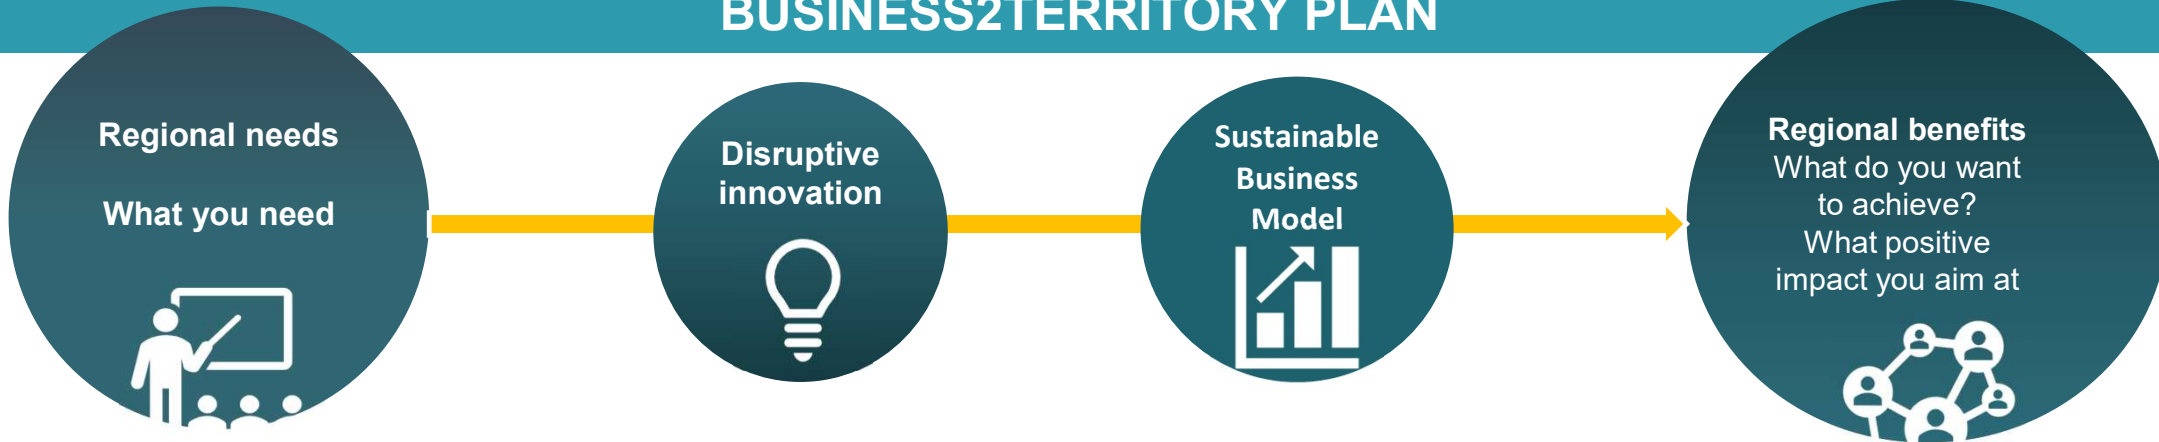 BUSINESS2TERRITORY PLAN
Regional needs
What you need
Disruptive
innovation
Sustainable
Business
Model
Regional benefits
What do you want
to achieve?
What positive
impact you aim at